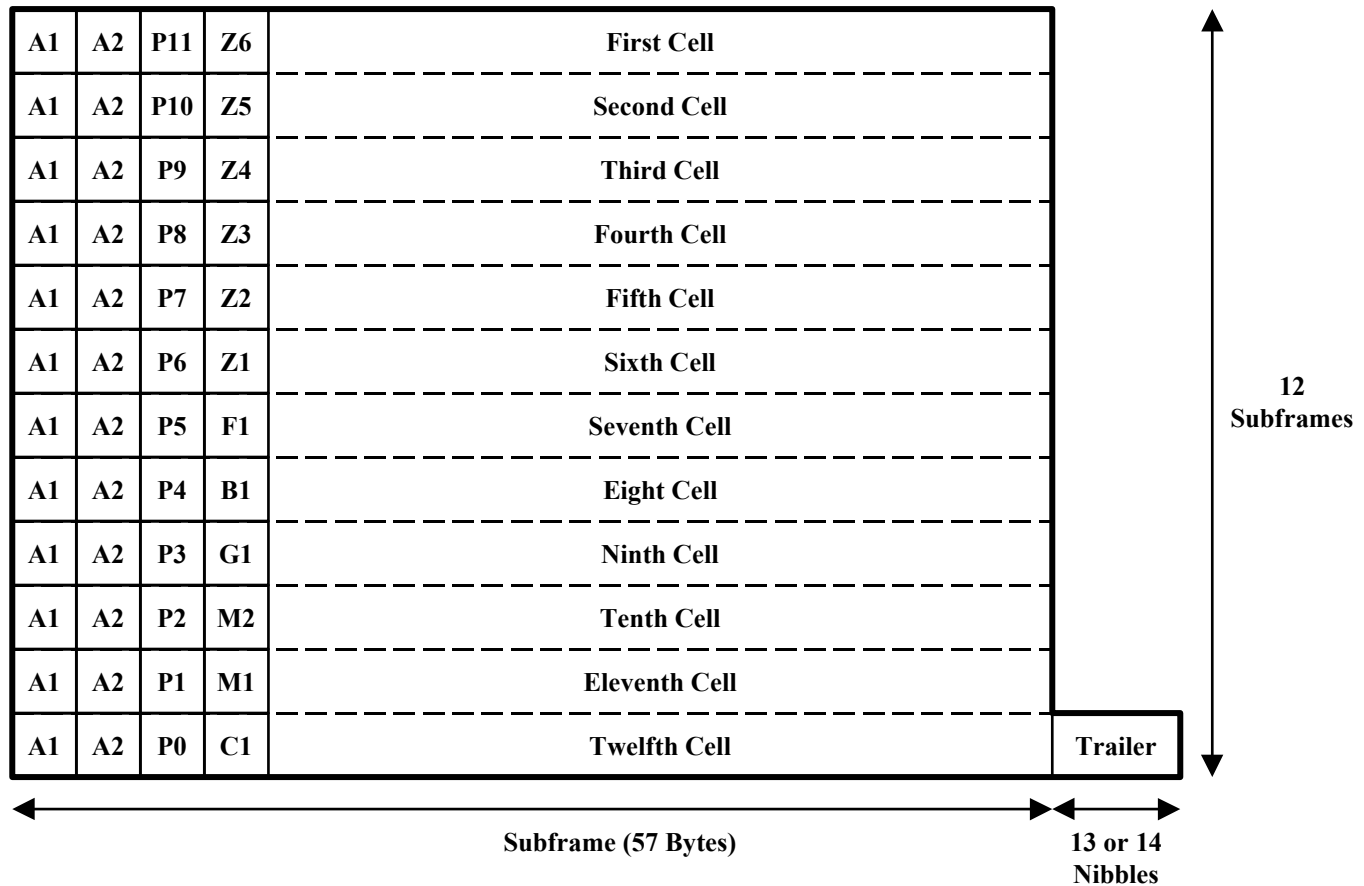 A1 A2 P11 Z6 First Cell
A1 A2 P10 Z5 Second Cell
A1 A2 P9 Z4 Third Cell
A1 A2 P8 Z3 Fourth Cell
A1 A2 P7 Z2 Fifth Cell
A1 A2 P6 Z1 Sixth Cell
A1 A2 P5 F1 Seventh Cell
A1 A2 P4 B1 Eight Cell
A1 A2 P3 G1 Ninth Cell
A1 A2 P2 M2 Tenth Cell
A1 A2 P1 M1 Eleventh Cell
A1 A2 P0 C1 Twelfth Cell Trailer
12
Subframes
Subframe (57 Bytes)
13 or 14
Nibbles